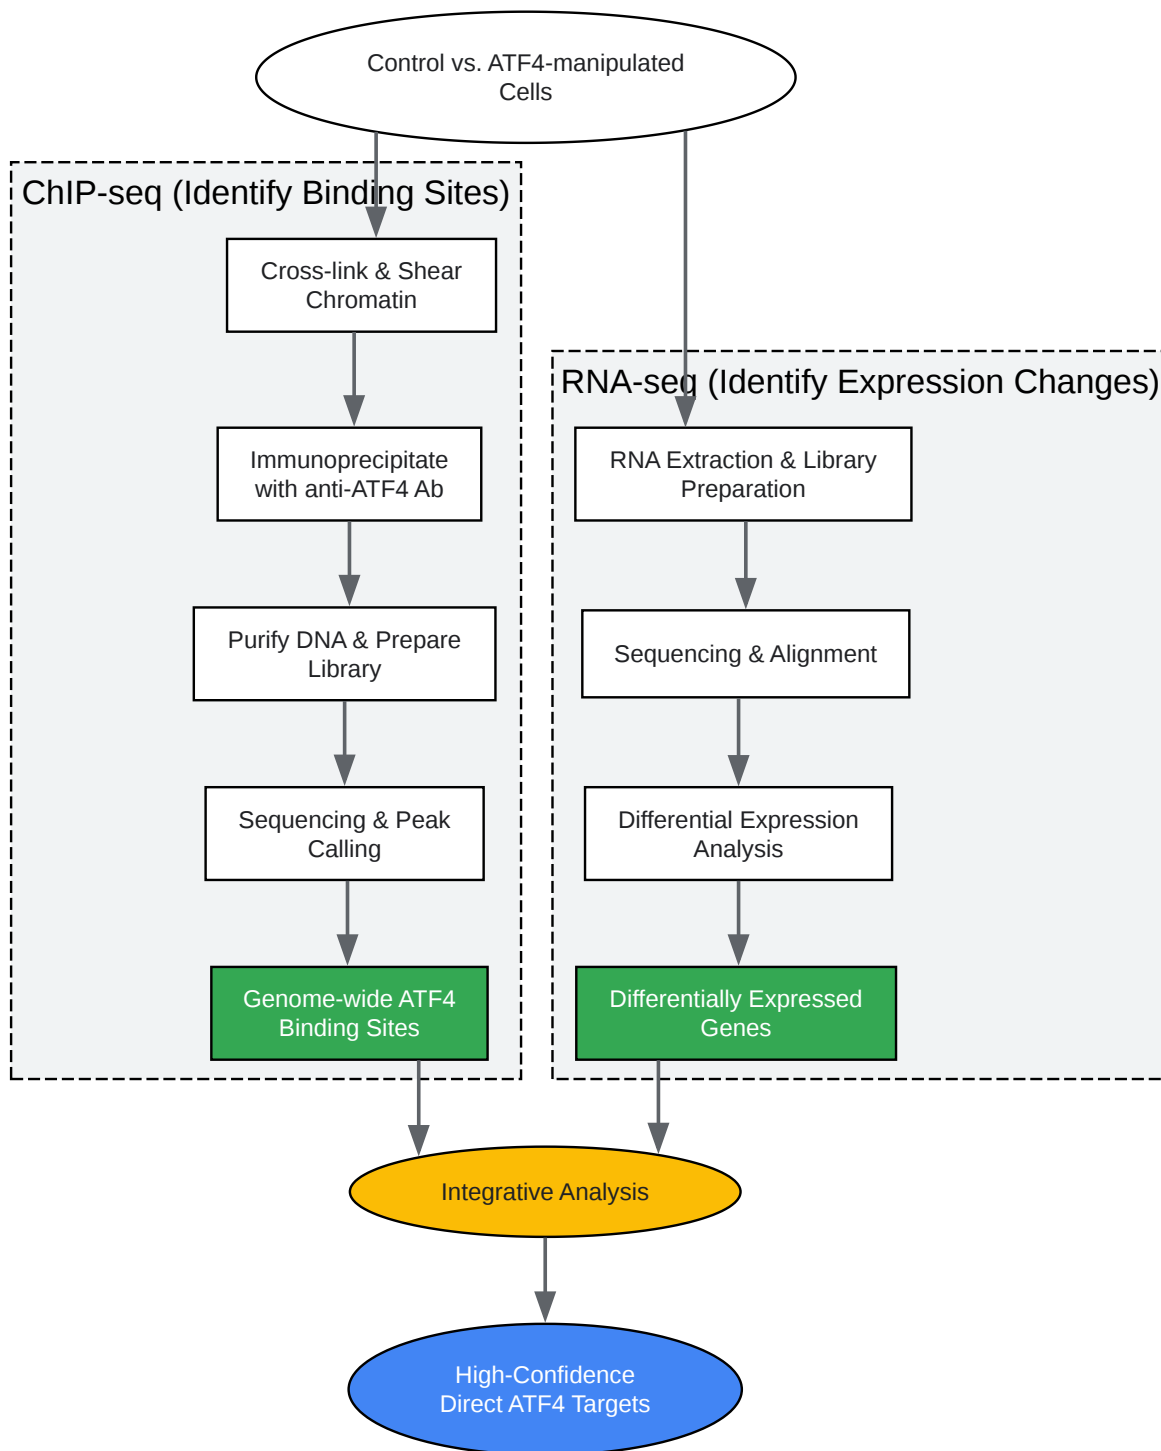 Control vs. ATF4-manipulated
Cells
ChIP-seq (Identify Binding Sites)
Cross-link & Shear
Chromatin
Immunoprecipitate
with anti-ATF4 Ab
Purify DNA & Prepare
Library
Sequencing & Peak
Calling
Genome-wide ATF4
Binding Sites
RNA-seq (Identify Expression Changes)
RNA Extraction & Library
Preparation
Sequencing & Alignment
Differential Expression
Analysis
Differentially Expressed
Genes
Integrative Analysis
High-Confidence
Direct ATF4 Targets